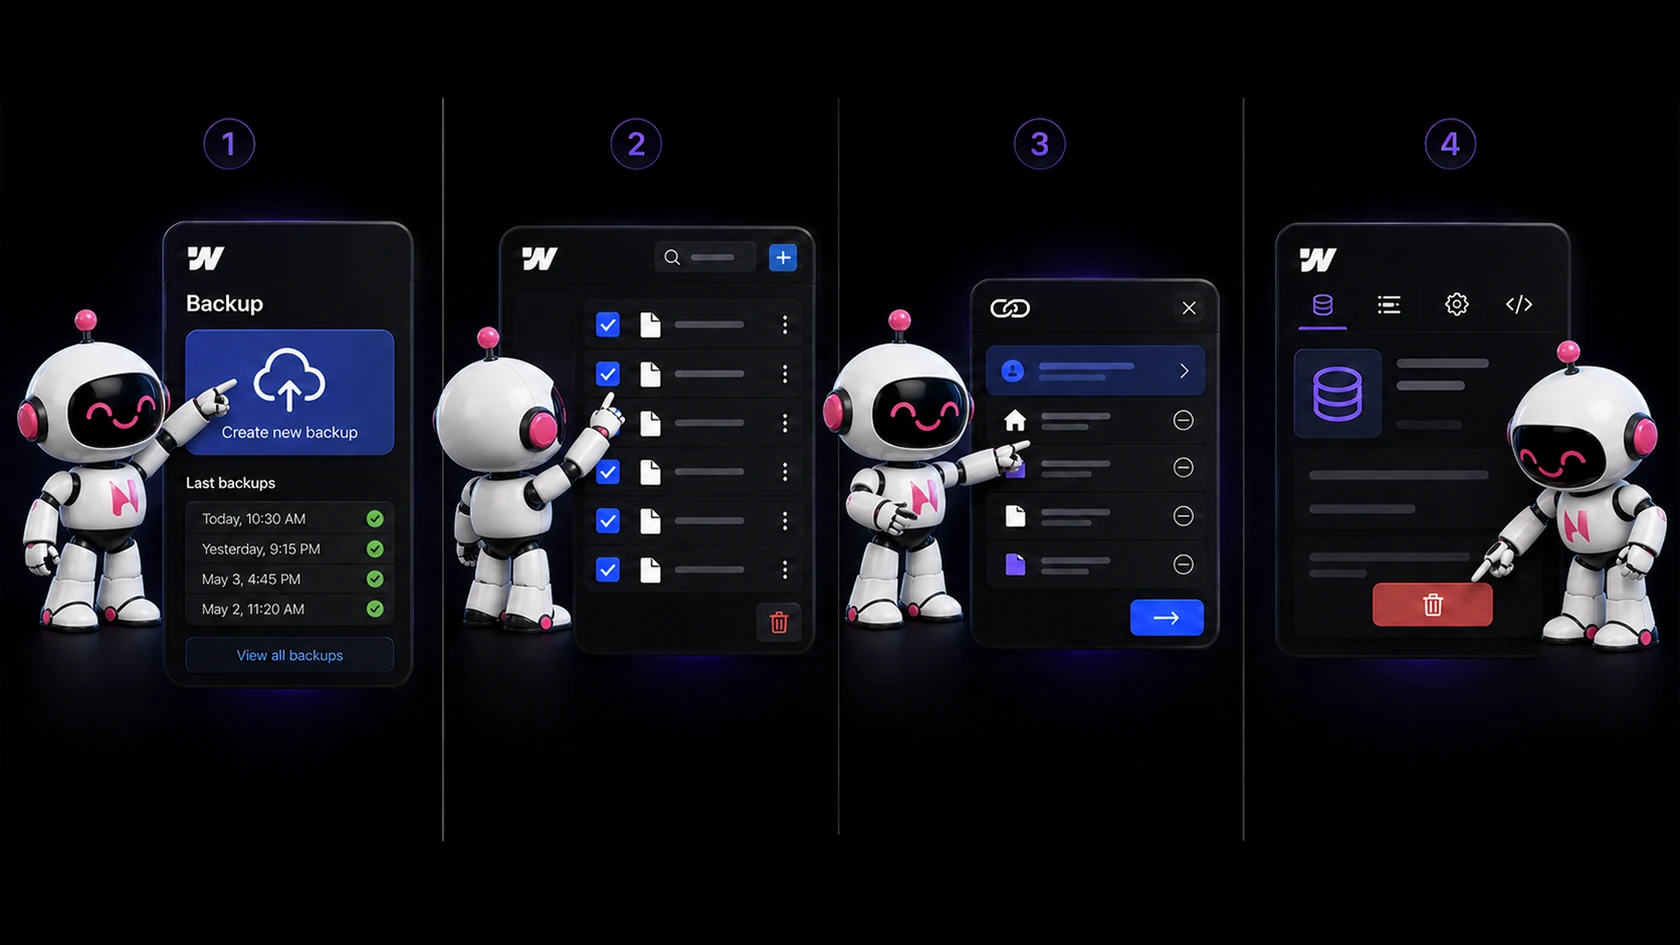 1
2
3
4
W
Backup
Create new backup
Last backups
Today, 10:30 AM
Yesterday, 9:15 PM
May 3, 4:45 PM
May 2, 11:20 AM
View all backups
N
W
W
N
N